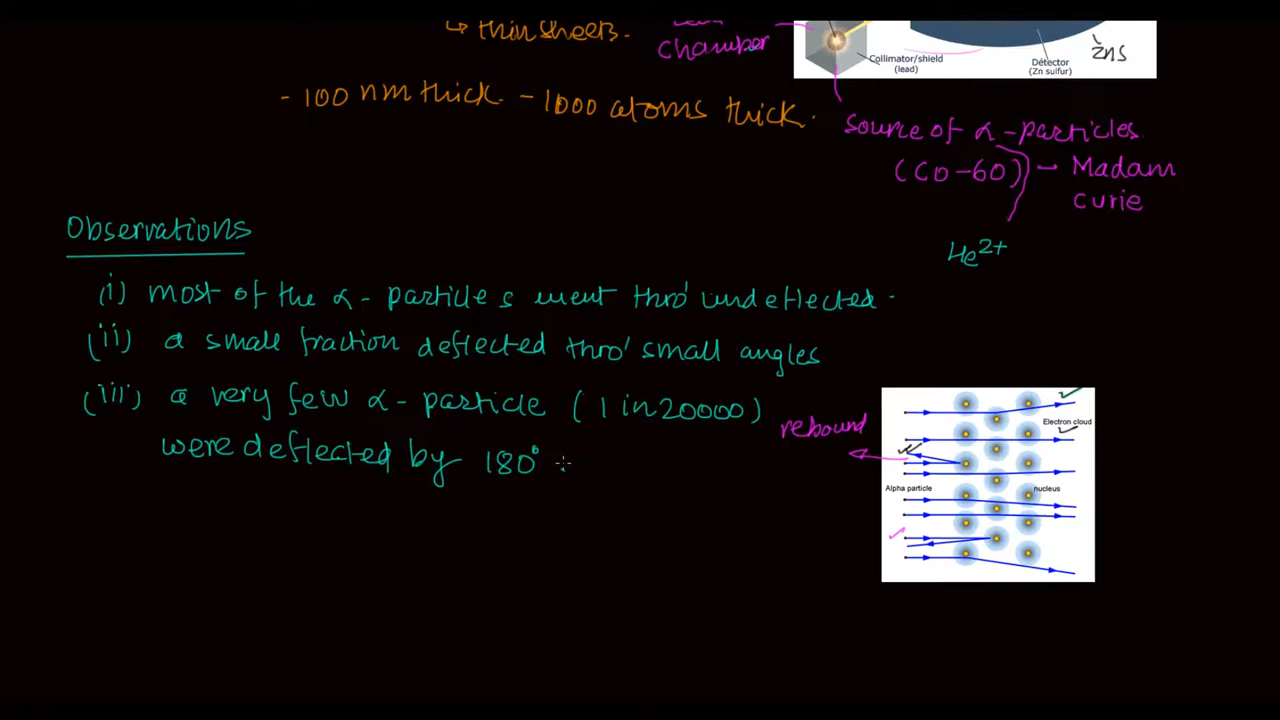 ↳ thin sheets.
chamber
Collimator/shield
(lead)
Detector
(Zn sulfur)
ZnS
- 100 nm thick. - 1000 atoms thick.
source of α-particles.
(CO-60) - Madam
curie
He2+
Observations
(i) most of the α- particles went thro' undeflected.
(ii) a small fraction deflected thro' small angles
(iii) a very few α- particle (1 in 20000)
were deflected by 180°
rebound
Electron cloud
Alpha particle
nucleus